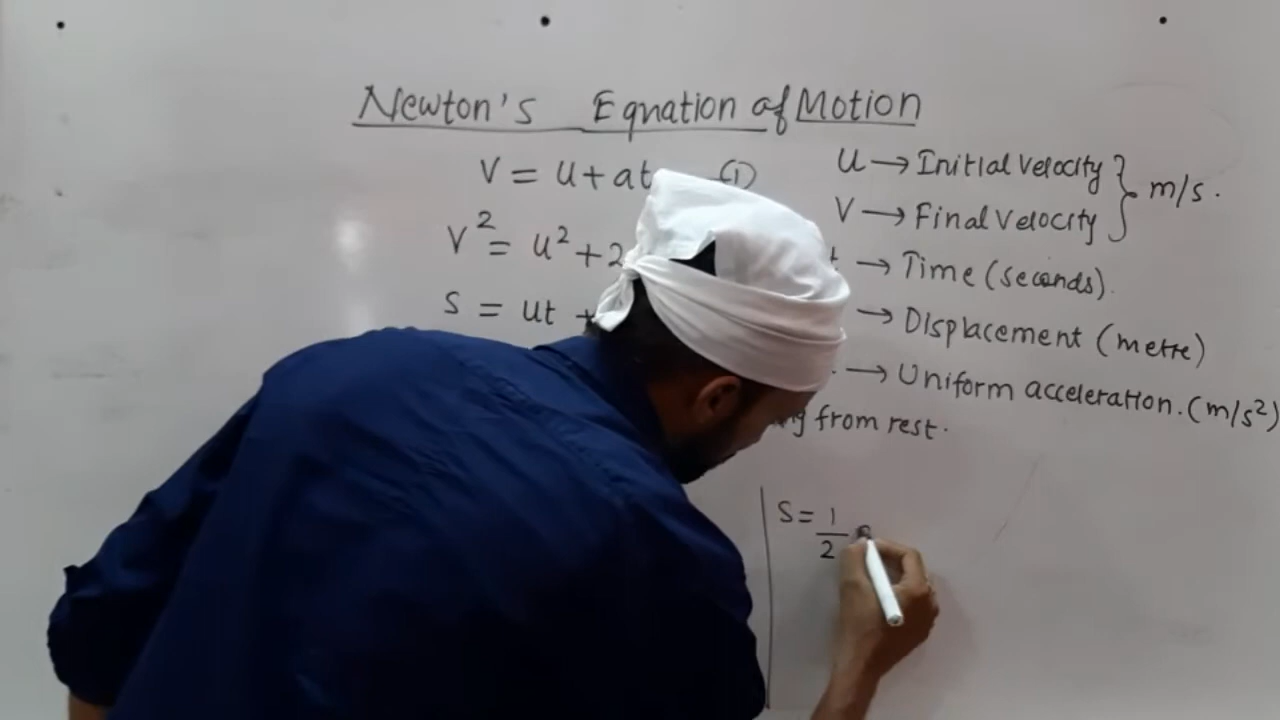 Newton's Equation of Motion
V = u + at ①
V² = u² + 2
S = ut +
u → Initial velocity } m/s.
V → Final velocity
t → Time (seconds).
→ Displacement (metre)
→ Uniform acceleration. (m/s²)
from rest.
S = 1/2